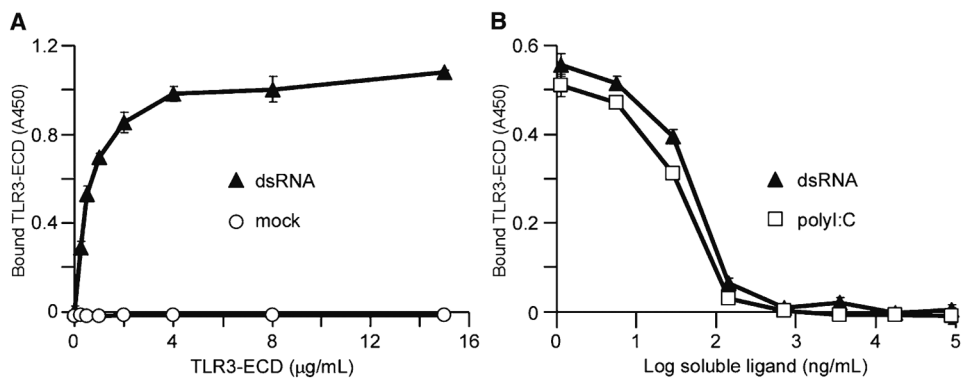 A
B
Bound TLR3-ECD (A450)
1.2
0.8
0.4
0
dsRNA
mock
0
4
8
12
16
TLR3-ECD (μg/mL)
Bound TLR3-ECD (A450)
0.6
0.4
0.2
0
dsRNA
polyI:C
0
1
2
3
4
5
Log soluble ligand (ng/mL)